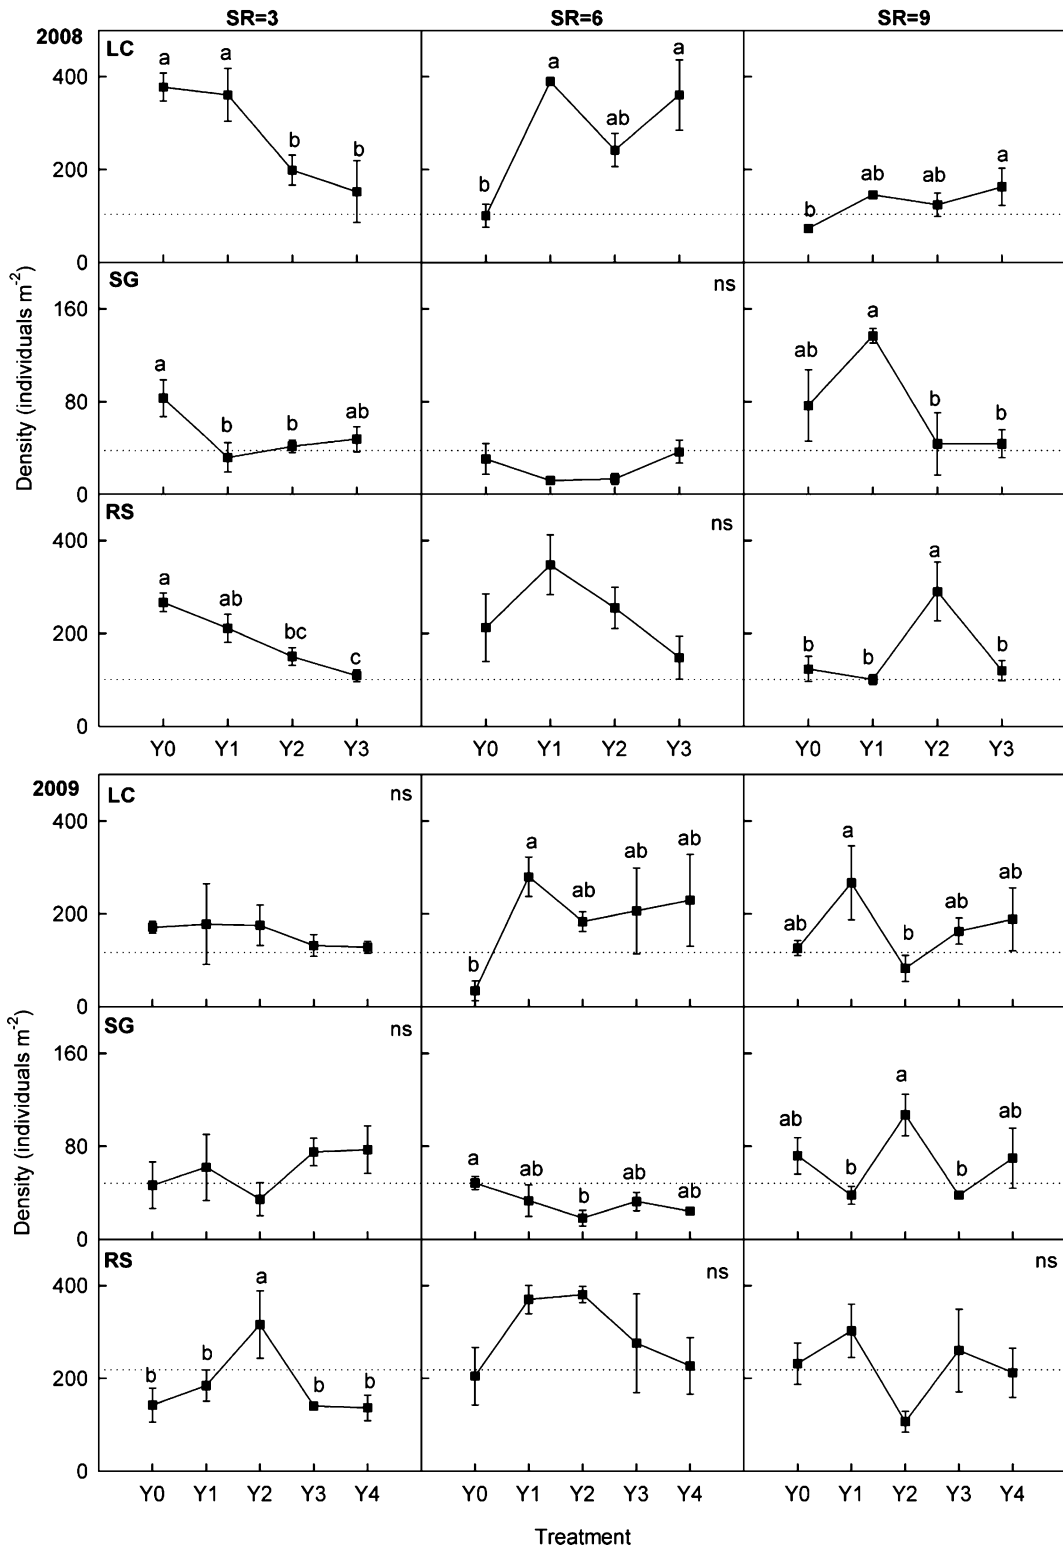 SR=3 SR=6 SR=9
2008
LC
a a b b
b a ab a
b ab ab a
400
200
0
SG
ns
a b b ab
ab a b b
160
80
0
RS
ns
a ab bc c
b b a b
400
200
0
Density (individuals m-2)
Y0 Y1 Y2 Y3 Y0 Y1 Y2 Y3 Y0 Y1 Y2 Y3
2009
LC
ns
b a ab ab ab
ab a b ab ab
400
200
0
SG
ns
a ab b ab ab
ab b a b ab
160
80
0
RS
b b a b b
ns
ns
400
200
0
Density (individuals m-2)
Y0 Y1 Y2 Y3 Y4 Y0 Y1 Y2 Y3 Y4 Y0 Y1 Y2 Y3 Y4
Treatment